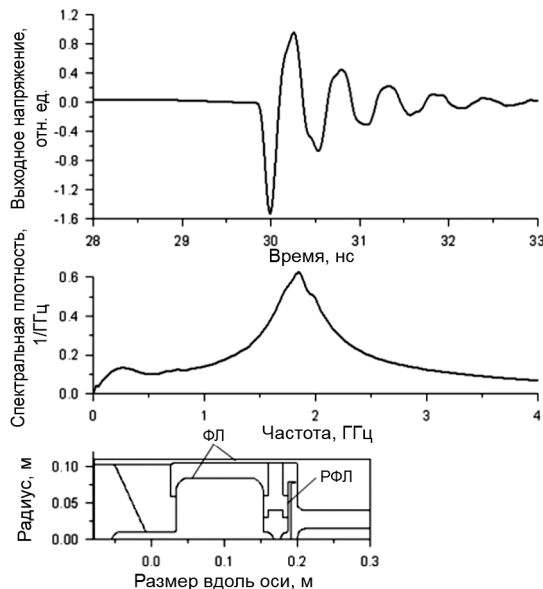 Выходное напряжение,
отн. ед.
1.2
0.8
0.4
0.0
-0.4
-0.8
-1.2
-1.6
28 29 30 31 32 33
Время, нс
Спектральная плотность,
1/ГГц
0.6
0.4
0.2
0.0
0 1 2 3 4
Частота, ГГц
ФЛ
РФЛ
Радиус, м
0.10
0.05
0.00
0.0 0.1 0.2 0.3
Размер вдоль оси, м